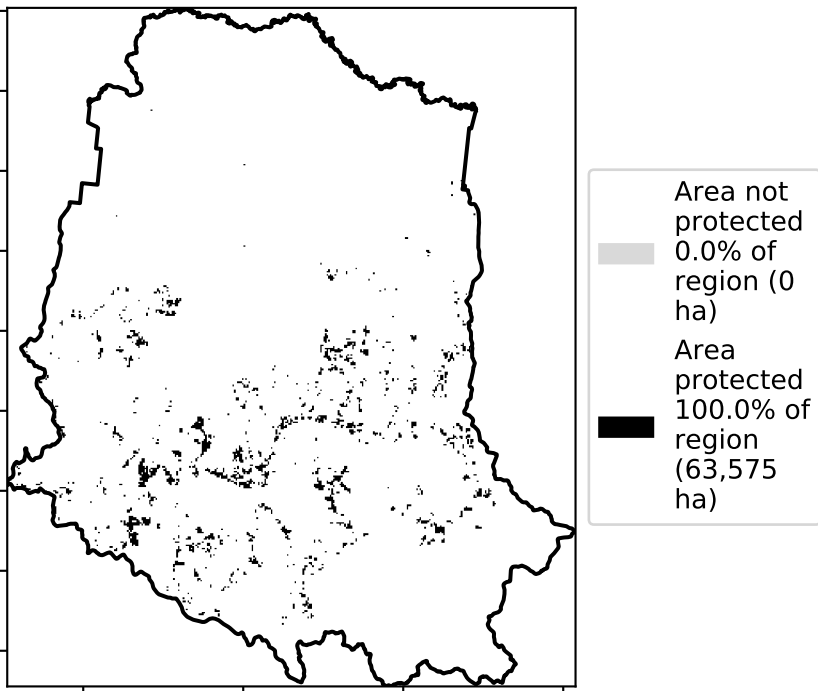 Area not
protected
0.0% of
region (0
ha)
Area
protected
100.0% of
region
(63,575
ha)